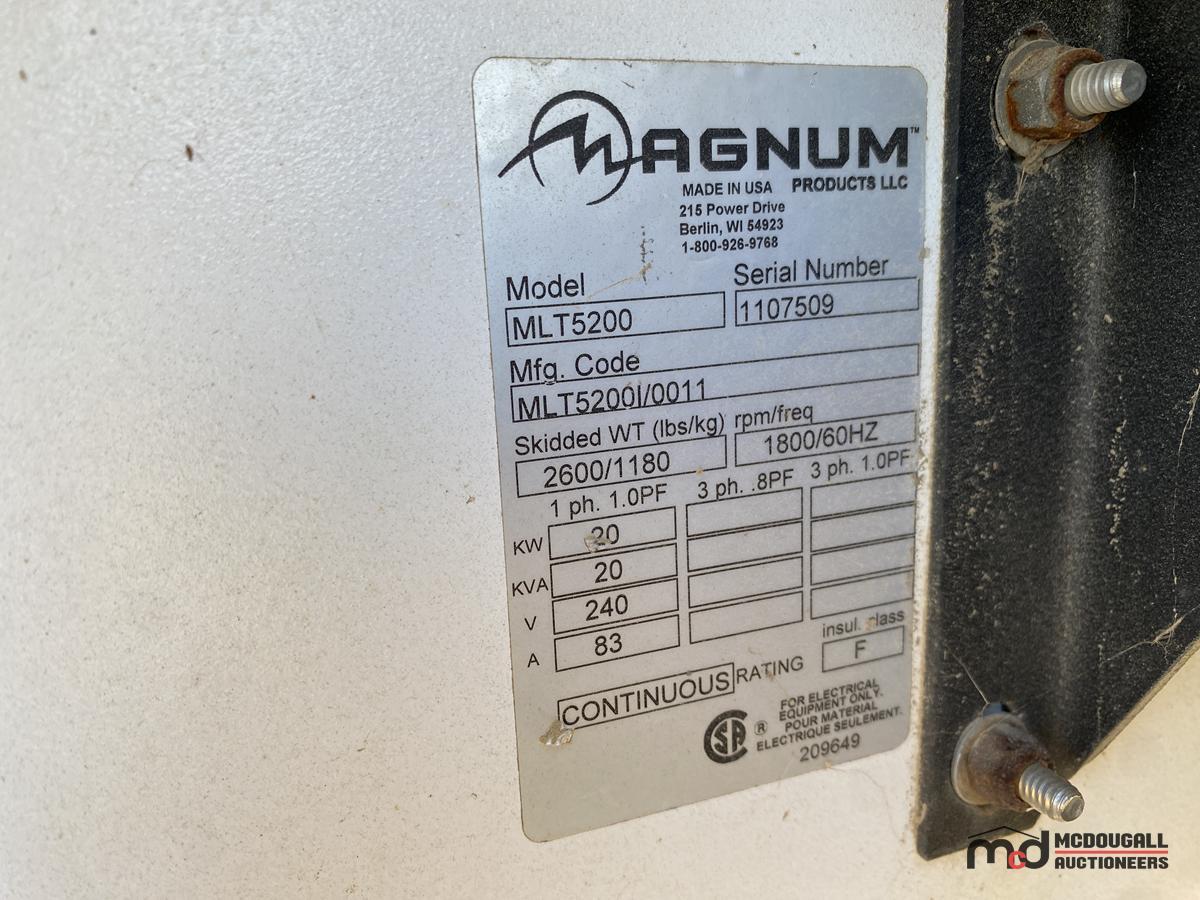 MAGNUM™
MADE IN USA PRODUCTS LLC
215 Power Drive
Berlin, WI 54923
1-800-926-9768
Model Serial Number
MLT5200 1107509
Mfg. Code
MLT5200I/0011
Skidded WT (lbs/kg) rpm/freq
2600/1180 1800/60HZ
1 ph. 1.0PF 3 ph. .8PF 3 ph. 1.0PF
KW 20
KVA 20
V 240
A 83
insul. class
F
CONTINUOUS RATING
FOR ELECTRICAL
EQUIPMENT ONLY.
POUR MATERIAL
ELECTRIQUE SEULEMENT.
209649
SA ®
mcd MCDOUGALL
AUCTIONEERS